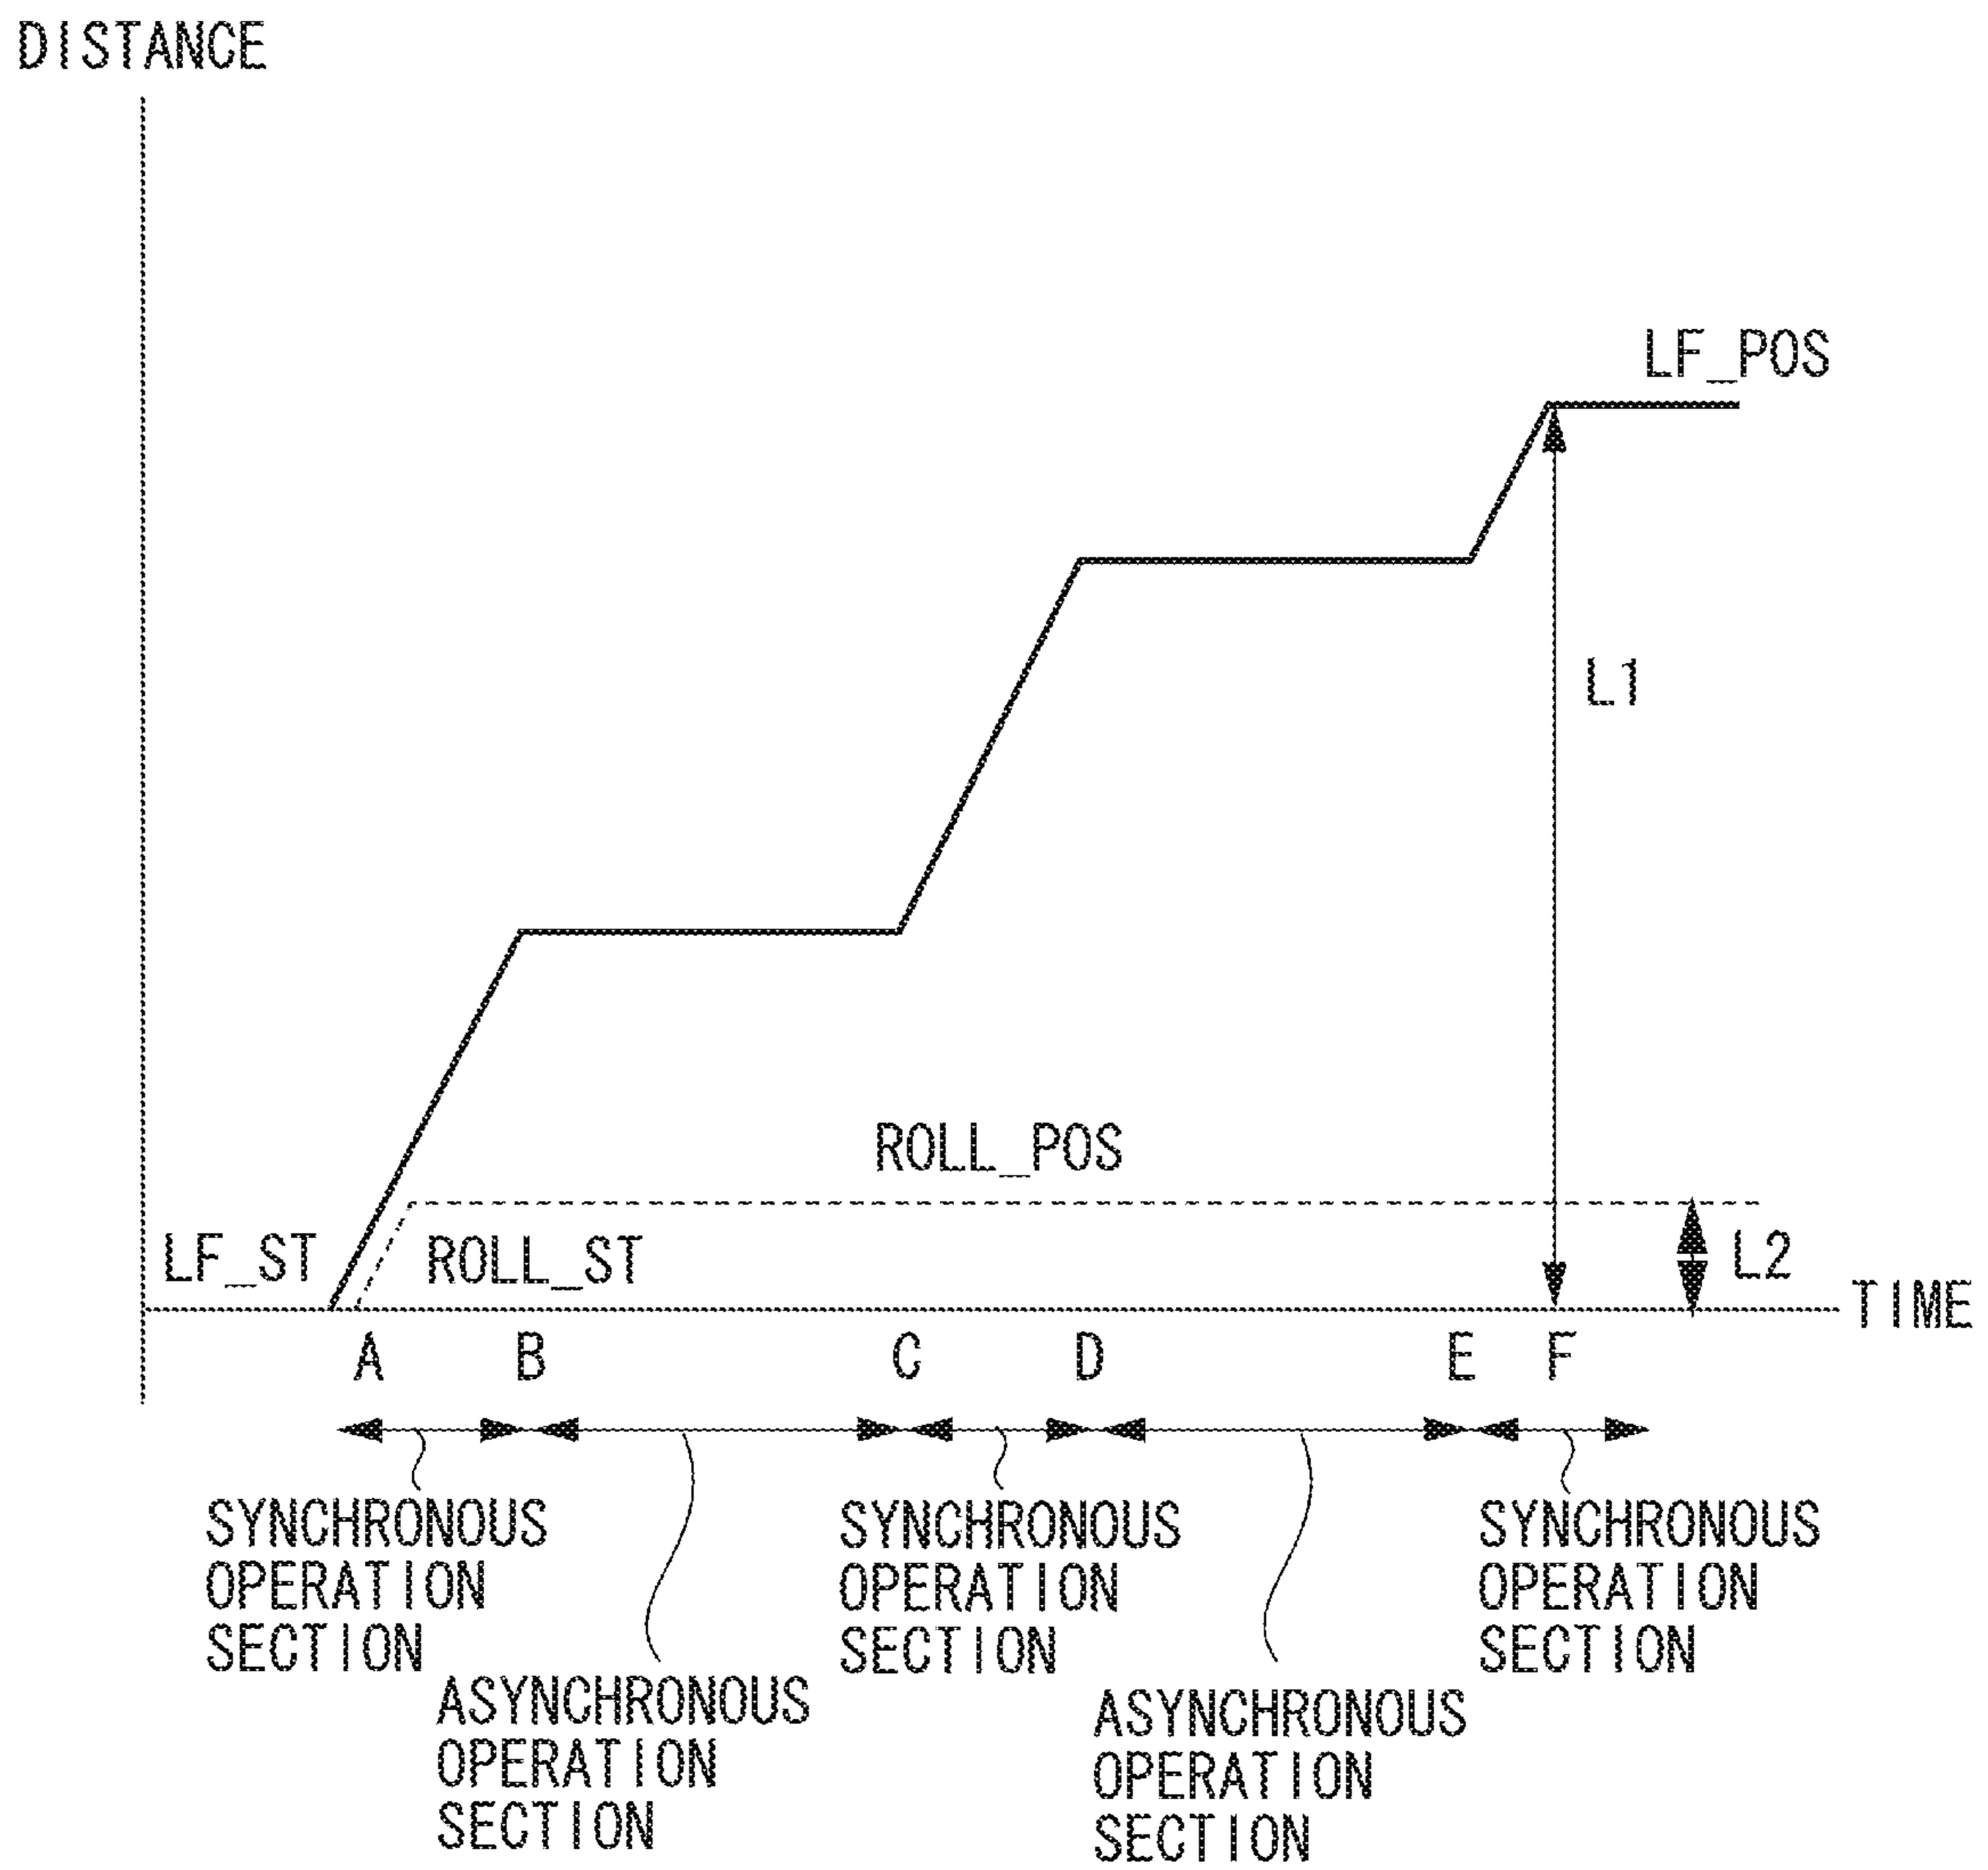 DISTANCE
LF_POS
L1
ROLL_POS
LF_ST
ROLL_ST
L2
TIME
A
B
C
D
E
F
SYNCHRONOUS
OPERATION
SECTION
ASYNCHRONOUS
OPERATION
SECTION
SYNCHRONOUS
OPERATION
SECTION
ASYNCHRONOUS
OPERATION
SECTION
SYNCHRONOUS
OPERATION
SECTION